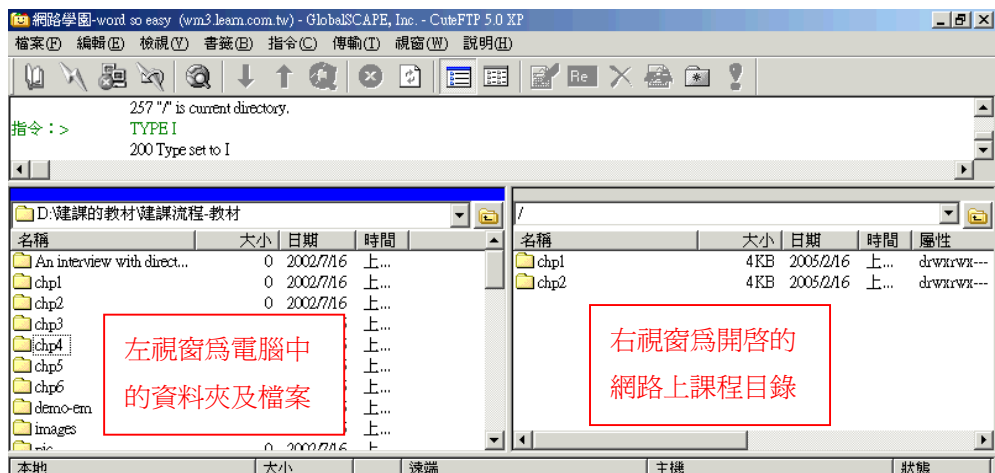 網路學園-word so easy (wm3.learn.com.tw) - GlobalSCAPE, Inc. - CuteFTP 5.0 XP
檔案(F) 編輯(E) 檢視(V) 書籤(B) 指令(C) 傳輸(T) 視窗(W) 說明(H)
257 "/" is current directory.
指令：> TYPE I
200 Type set to I
D:\建課的教材\建課流程-教材
名稱 大小 日期 時間
An interview with direct... 0 2002/7/16 上...
chp1 0 2002/7/16 上...
chp2 0 2002/7/16 上...
chp3 上...
chp4 上...
chp5 上...
chp6 上...
demo-em 上...
images 上...
pic 0 2002/7/16 上...
左視窗為電腦中
的資料夾及檔案
/
名稱 大小 日期 時間 屬性
chp1 4KB 2005/2/16 上... drwxrwx---
chp2 4KB 2005/2/16 上... drwxrwx---
右視窗為開啟的
網路上課程目錄
本地 大小 遠端 主機 狀態